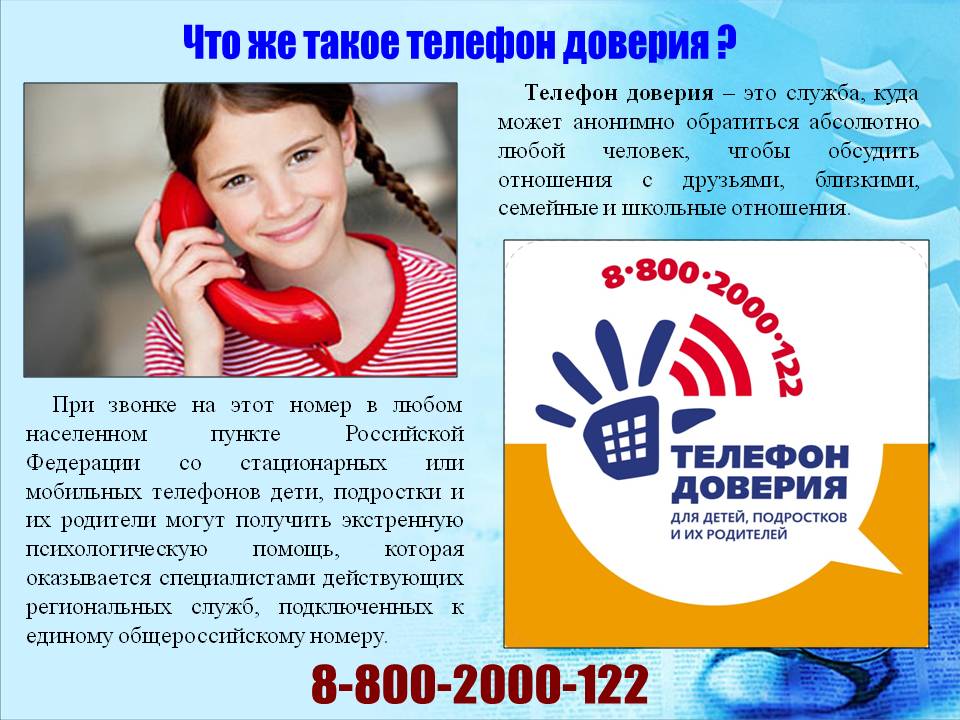 Что же такое телефон доверия ?
Телефон доверия – это служба, куда
может анонимно обратиться абсолютно
любой человек, чтобы обсудить
отношения с друзьями, близкими,
семейные и школьные отношения.
8·800·2000·122
ТЕЛЕФОН
ДОВЕРИЯ
ДЛЯ ДЕТЕЙ, ПОДРОСТКОВ
И ИХ РОДИТЕЛЕЙ
При звонке на этот номер в любом
населенном пункте Российской
Федерации со стационарных или
мобильных телефонов дети, подростки и
их родители могут получить экстренную
психологическую помощь, которая
оказывается специалистами действующих
региональных служб, подключенных к
единому общероссийскому номеру.
8-800-2000-122